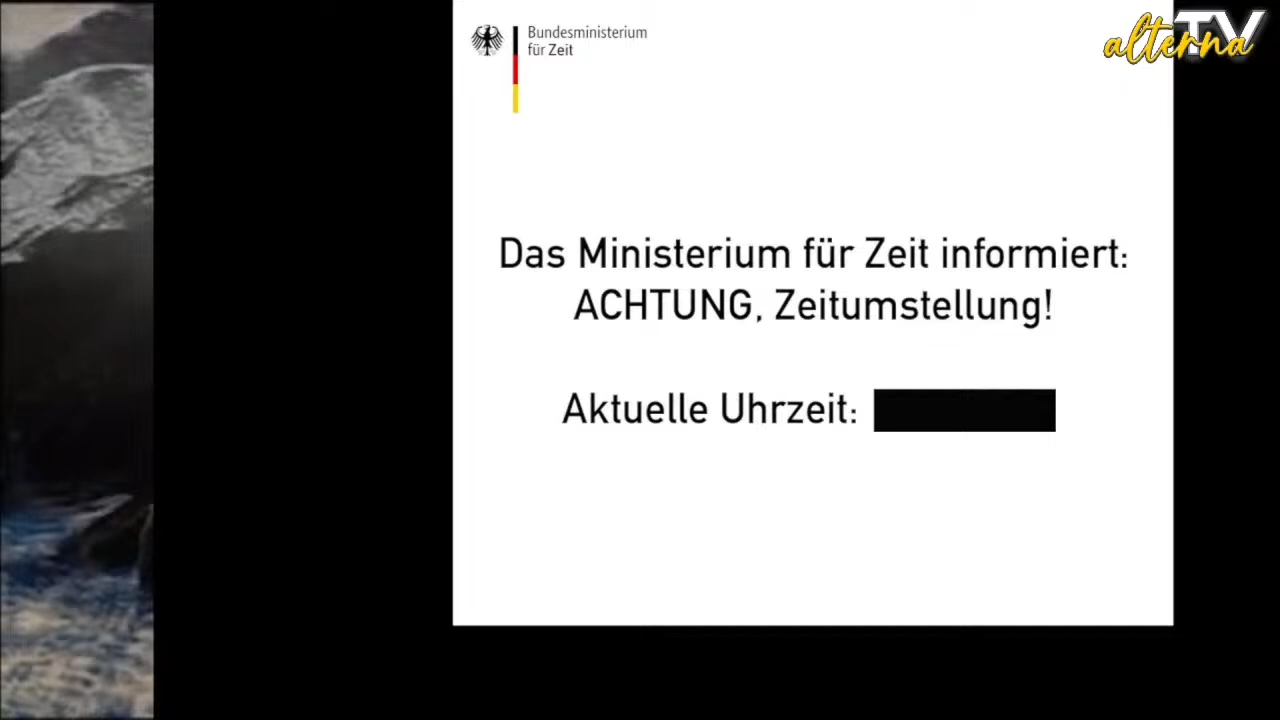 Bundesministerium
für Zeit
alterna TV
Das Ministerium für Zeit informiert:
ACHTUNG, Zeitumstellung!
Aktuelle Uhrzeit: